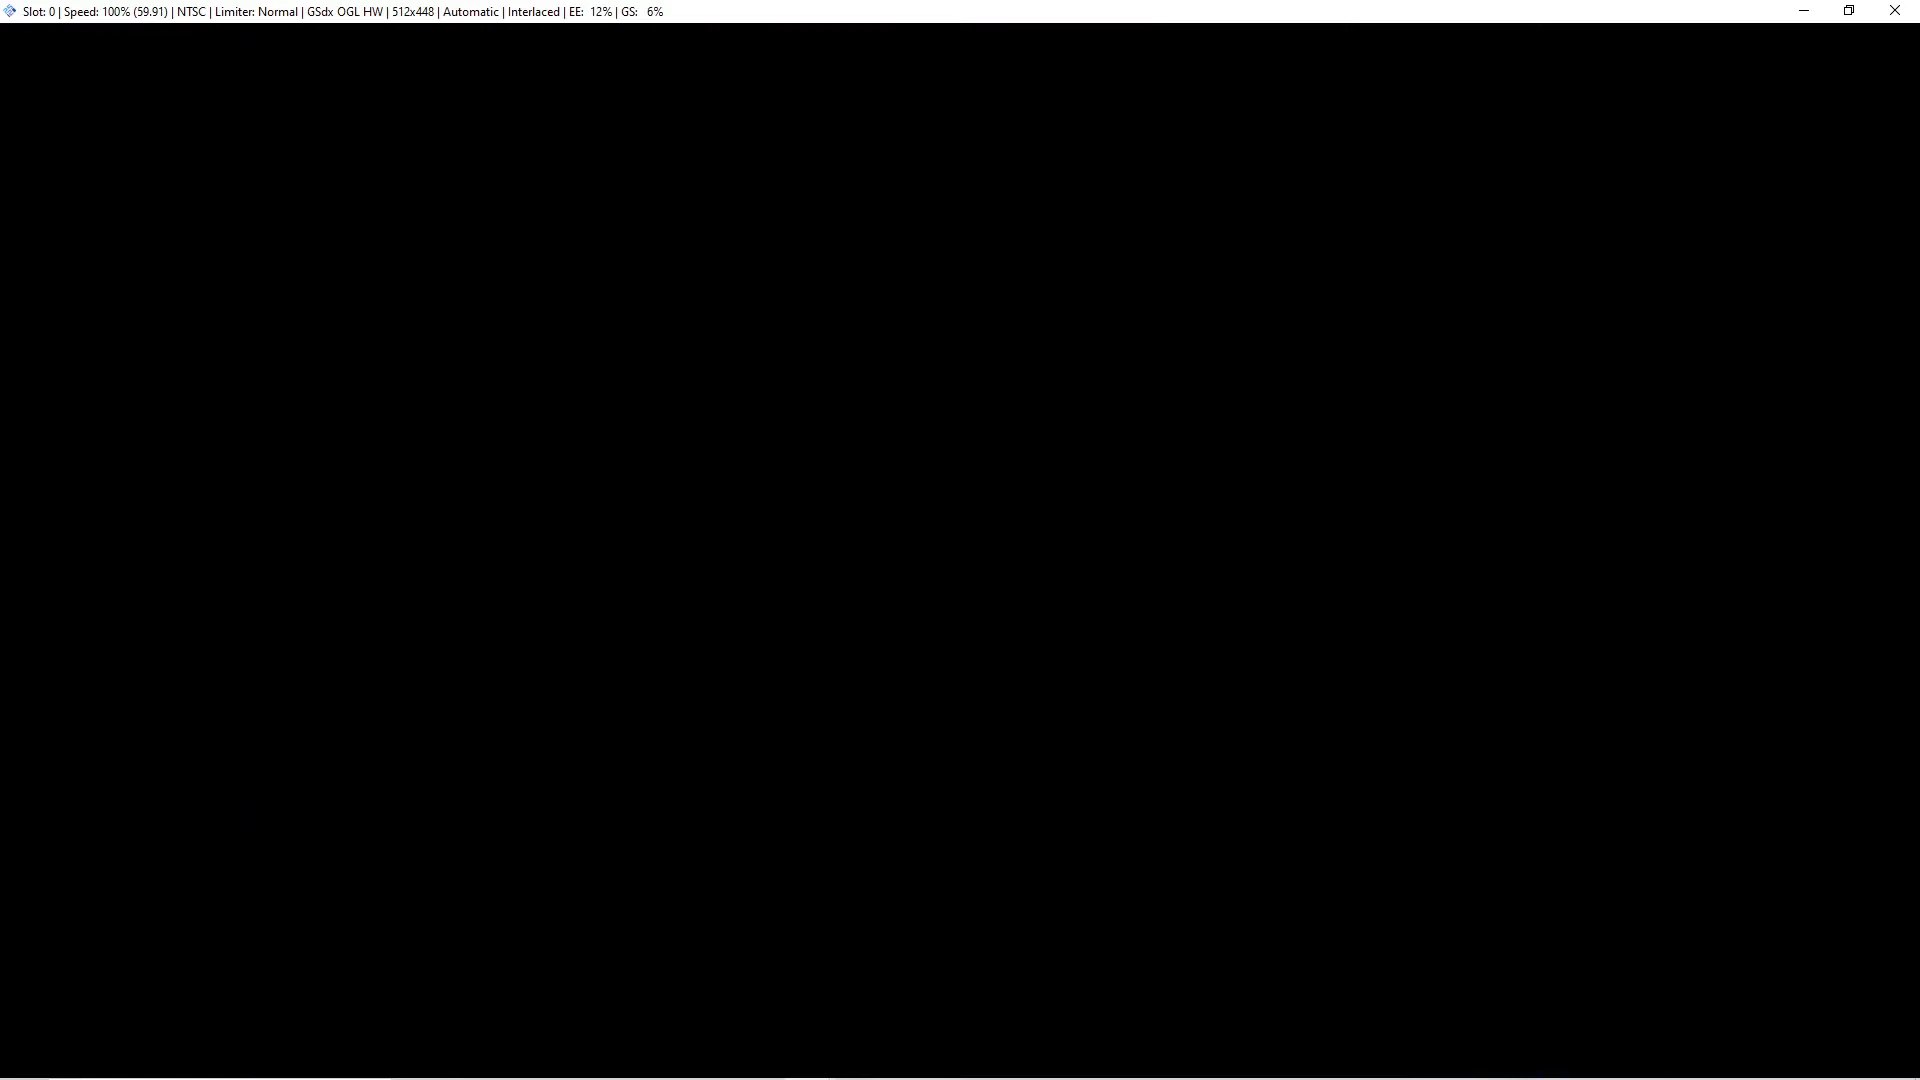 Slot: 0 | Speed: 100% (59.91) | NTSC | Limiter: Normal | GSdx OGL HW | 512x448 | Automatic | Interlaced | EE: 12% | GS: 6%